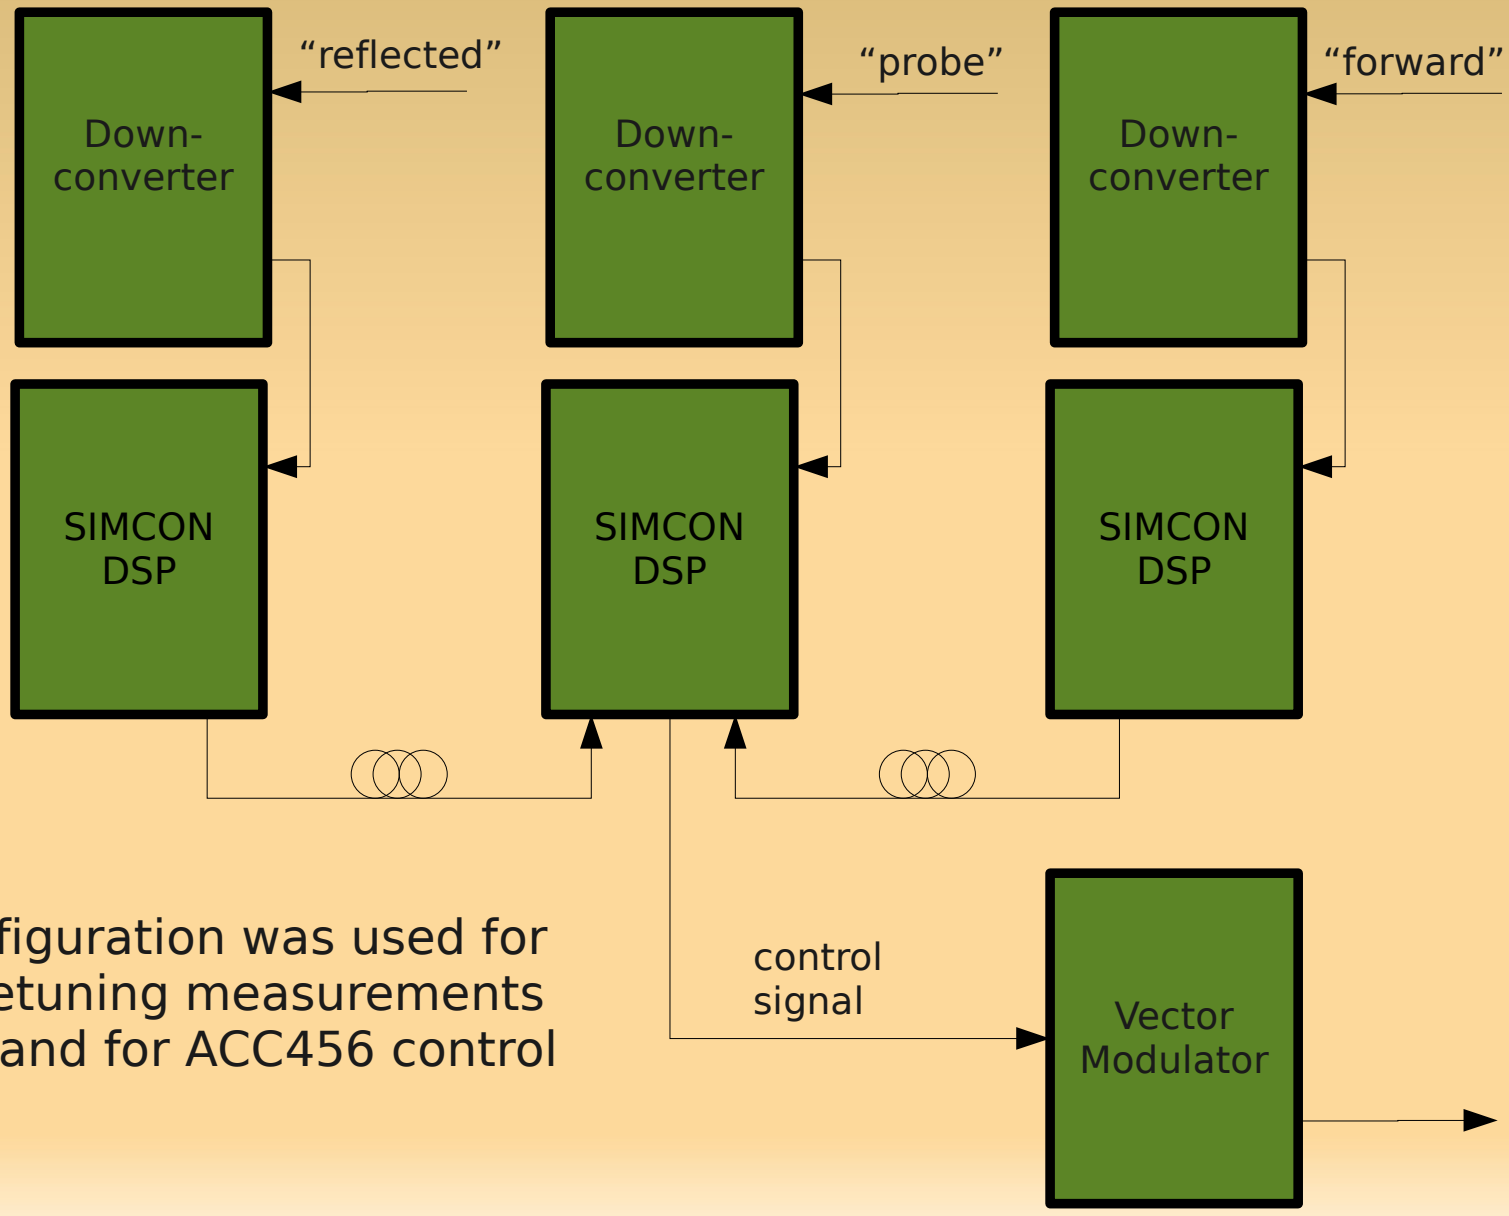 “reflected”
“probe”
“forward”
Down-
converter
Down-
converter
Down-
converter
SIMCON
DSP
SIMCON
DSP
SIMCON
DSP
figuration was used for
etuning measurements
and for ACC456 control
control
signal
Vector
Modulator